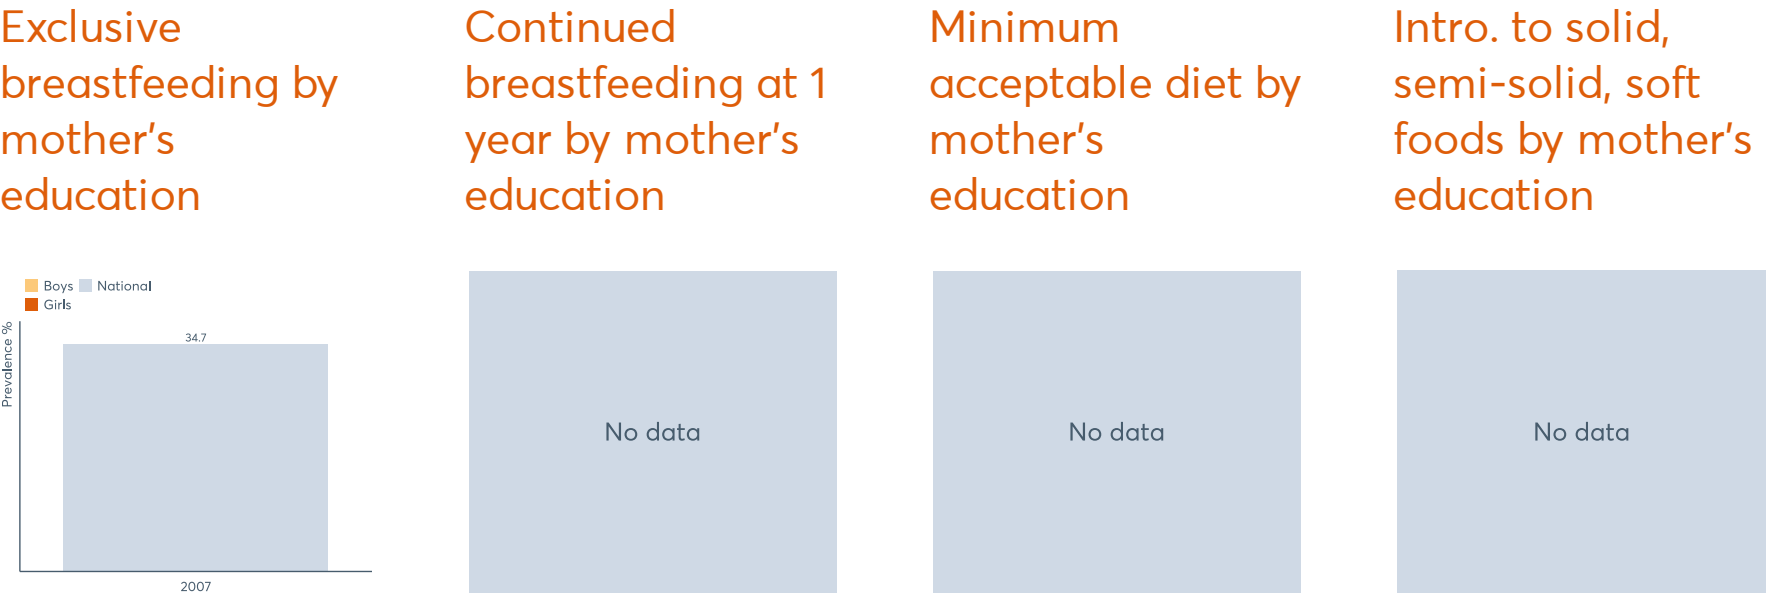 Exclusive
breastfeeding by
mother's
education
Continued
breastfeeding at 1
year by mother's
education
Minimum
acceptable diet by
mother's
education
Intro. to solid,
semi-solid, soft
foods by mother's
education
Boys National
Girls
Prevalence %
34.7
2007
No data
No data
No data